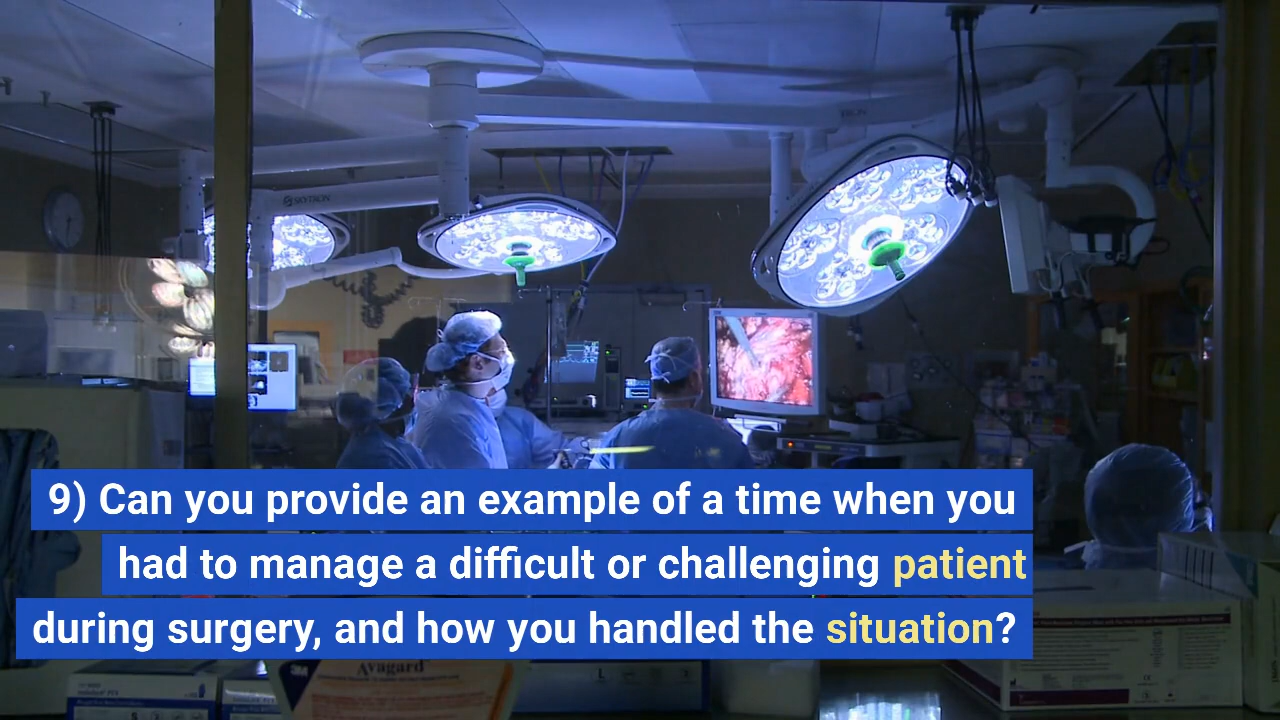 SKYTRON
9) Can you provide an example of a time when you
had to manage a difficult or challenging patient
during surgery, and how you handled the situation?
3M
Avagard
L
S